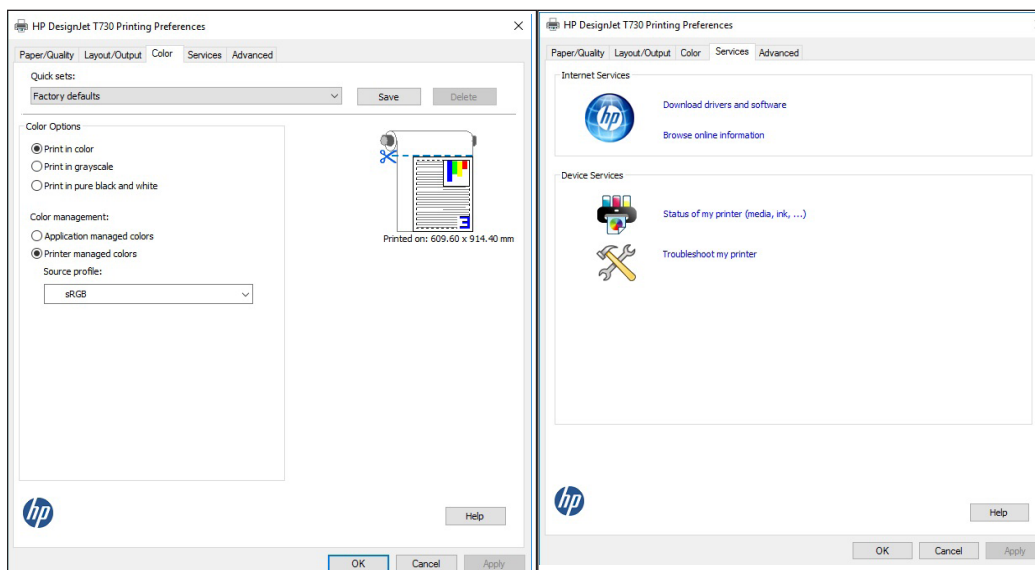 HP DesignJet T730 Printing Preferences
Paper/Quality Layout/Output Color Services Advanced
Quick sets:
Factory defaults Save Delete
Color Options
Print in color
Print in grayscale
Print in pure black and white
Color management:
Application managed colors
Printer managed colors
Source profile:
sRGB
3
Printed on: 609.60 x 914.40 mm
hp
Help
OK Cancel Apply
HP DesignJet T730 Printing Preferences
Paper/Quality Layout/Output Color Services Advanced
Internet Services
hp
Download drivers and software
Browse online information
Device Services
Status of my printer (media, ink, ...)
Troubleshoot my printer
hp
Help
OK Cancel Apply